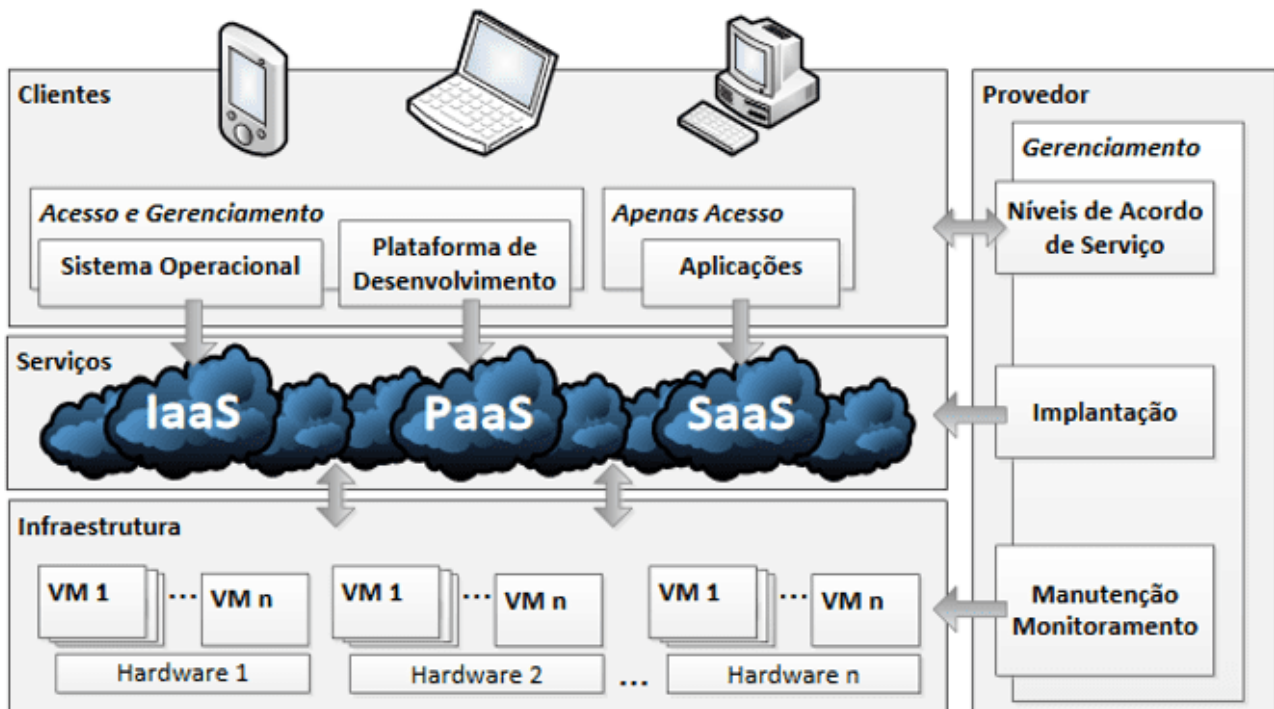 Clientes
Acesso e Gerenciamento
Sistema Operacional
Plataforma de
Desenvolvimento
Apenas Acesso
Aplicações
Serviços
IaaS
PaaS
SaaS
Infraestrutura
VM 1
...
VM n
Hardware 1
VM 1
...
VM n
Hardware 2
...
VM 1
...
VM n
Hardware n
Provedor
Gerenciamento
Níveis de Acordo
de Serviço
Implantação
Manutenção
Monitoramento